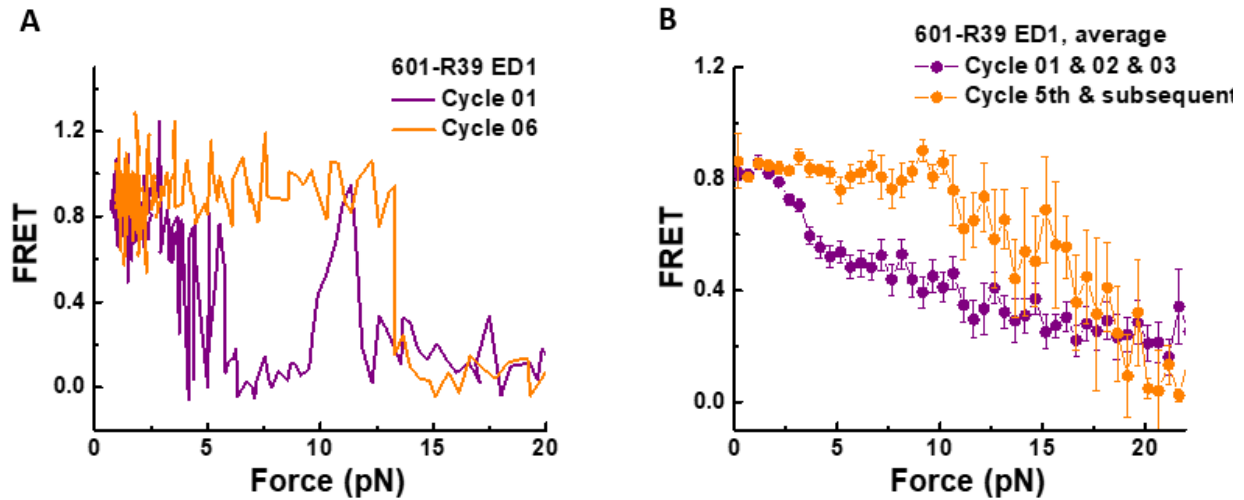 A
601-R39 ED1
Cycle 01
Cycle 06
1.2
0.8
0.4
0.0
FRET
0 5 10 15 20
Force (pN)
B
601-R39 ED1, average
Cycle 01 & 02 & 03
Cycle 5th & subsequent
1.2
0.8
0.4
0.0
FRET
0 5 10 15 20
Force (pN)